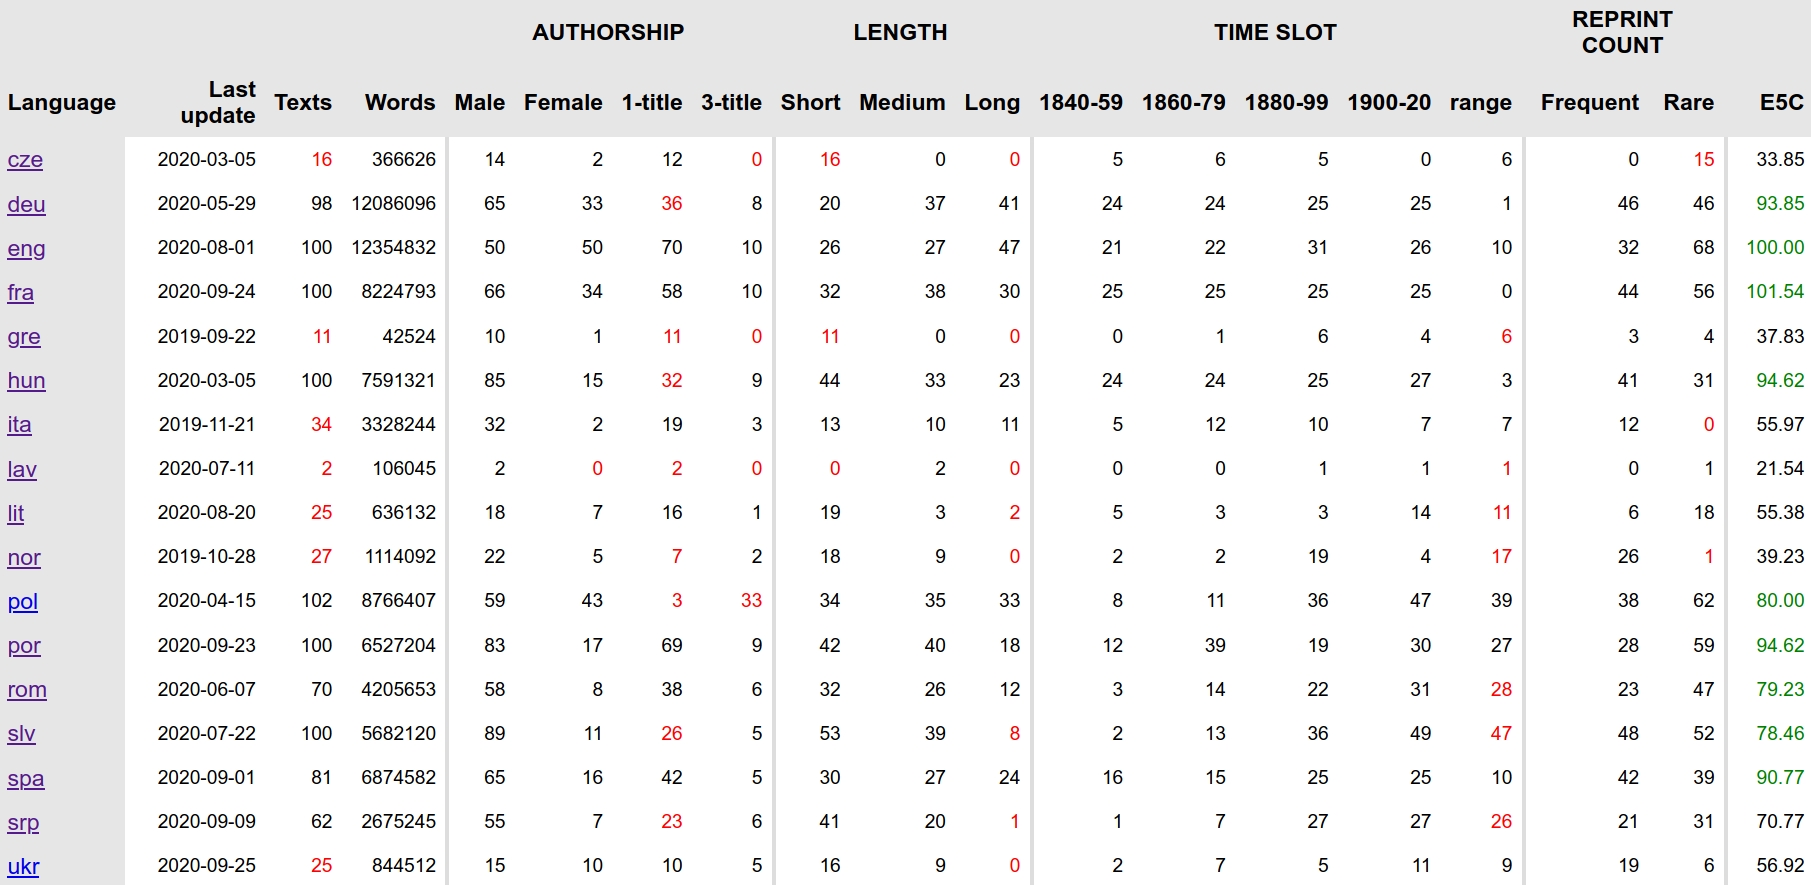 AUTHORSHIP LENGTH TIME SLOT REPRINT COUNT
Language Last update Texts Words Male Female 1-title 3-title Short Medium Long 1840-59 1860-79 1880-99 1900-20 range Frequent Rare E5C
cze 2020-03-05 16 366626 14 2 12 0 16 0 0 5 6 5 0 6 0 15 33.85
deu 2020-05-29 98 12086096 65 33 36 8 20 37 41 24 24 25 25 1 46 46 93.85
eng 2020-08-01 100 12354832 50 50 70 10 26 27 47 21 22 31 26 10 32 68 100.00
fra 2020-09-24 100 8224793 66 34 58 10 32 38 30 25 25 25 25 0 44 56 101.54
gre 2019-09-22 11 42524 10 1 11 0 11 0 0 0 1 6 4 6 3 4 37.83
hun 2020-03-05 100 7591321 85 15 32 9 44 33 23 24 24 25 27 3 41 31 94.62
ita 2019-11-21 34 3328244 32 2 19 3 13 10 11 5 12 10 7 7 12 0 55.97
lav 2020-07-11 2 106045 2 0 2 0 0 2 0 0 0 1 1 1 0 1 21.54
lit 2020-08-20 25 636132 18 7 16 1 19 3 2 5 3 3 14 11 6 18 55.38
nor 2019-10-28 27 1114092 22 5 7 2 18 9 0 2 2 19 4 17 26 1 39.23
pol 2020-04-15 102 8766407 59 43 3 33 34 35 33 8 11 36 47 39 38 62 80.00
por 2020-09-23 100 6527204 83 17 69 9 42 40 18 12 39 19 30 27 28 59 94.62
rom 2020-06-07 70 4205653 58 8 38 6 32 26 12 3 14 22 31 28 23 47 79.23
slv 2020-07-22 100 5682120 89 11 26 5 53 39 8 2 13 36 49 47 48 52 78.46
spa 2020-09-01 81 6874582 65 16 42 5 30 27 24 16 15 25 25 10 42 39 90.77
srp 2020-09-09 62 2675245 55 7 23 6 41 20 1 1 7 27 27 26 21 31 70.77
ukr 2020-09-25 25 844512 15 10 10 5 16 9 0 2 7 5 11 9 19 6 56.92